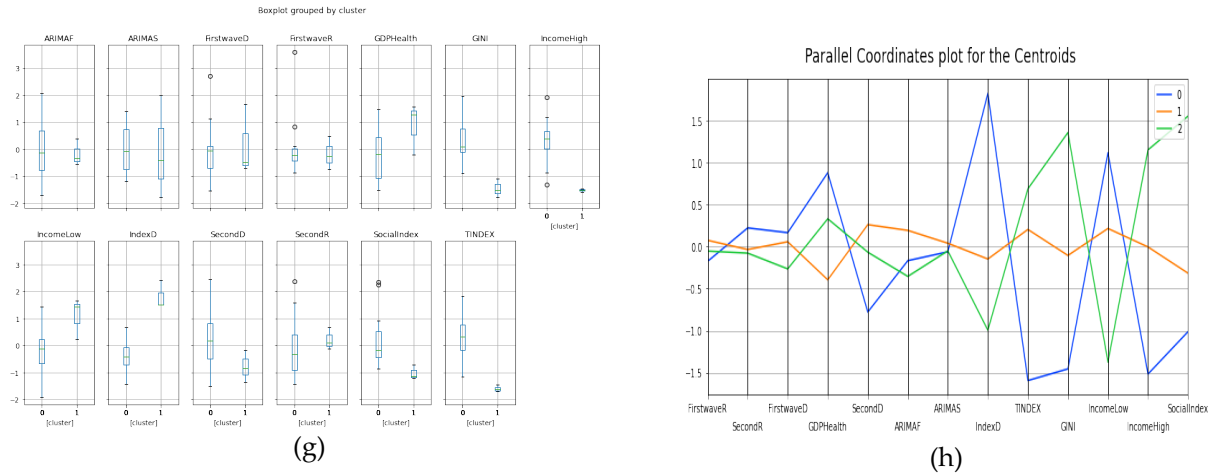 Boxplot grouped by cluster
ARIMAF ARIMAS FirstwaveD FirstwaveR GDPHealth GINI IncomeHigh
3
2
1
0
−1
−2
0 1
[cluster]
IncomeLow IndexD SecondD SecondR SocialIndex TINDEX
3
2
1
0
−1
−2
0 1 0 1 0 1 0 1 0 1 0 1
[cluster] [cluster] [cluster] [cluster] [cluster] [cluster]
(g)
Parallel Coordinates plot for the Centroids
0
1
2
1.5
1.0
0.5
0.0
−0.5
−1.0
−1.5
FirstwaveR FirstwaveD SecondD ARIMAS TINDEX IncomeLow SocialIndex
SecondR GDPHealth ARIMAF IndexD GINI IncomeHigh
(h)